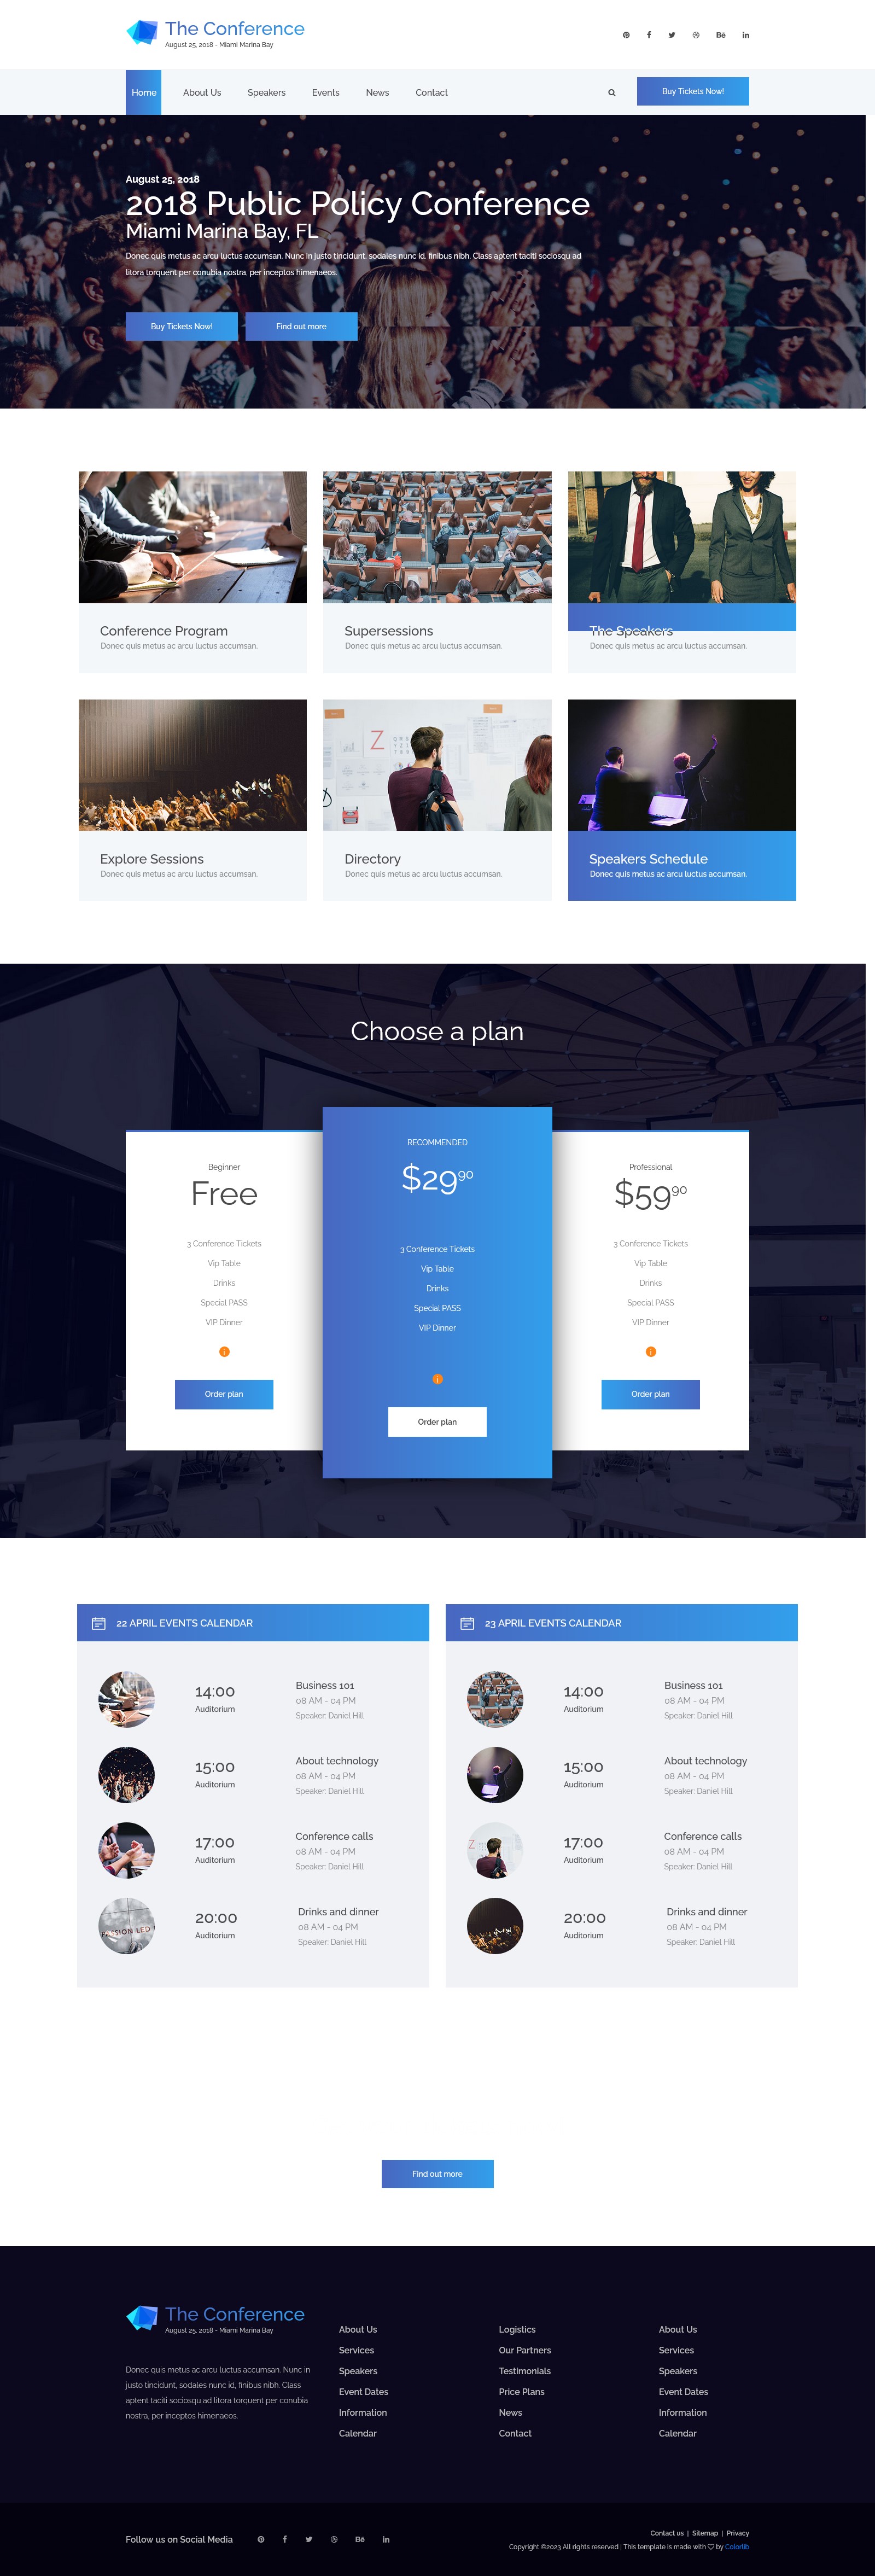 The Conference
August 25, 2018 - Miami Marina Bay
Bē
Home
About Us
Speakers
Events
News
Contact
Buy Tickets Now!
August 25, 2018
2018 Public Policy Conference
Miami Marina Bay, FL
Donec quis metus ac arcu luctus accumsan. Nunc in justo tincidunt, sodales nunc id, finibus nibh. Class aptent taciti sociosqu ad
litora torquent per conubia nostra, per inceptos himenaeos.
Buy Tickets Now!
Find out more
Conference Program
Donec quis metus ac arcu luctus accumsan.
Supersessions
Donec quis metus ac arcu luctus accumsan.
The Speakers
Donec quis metus ac arcu luctus accumsan.
Z
Explore Sessions
Donec quis metus ac arcu luctus accumsan.
Directory
Donec quis metus ac arcu luctus accumsan.
Speakers Schedule
Donec quis metus ac arcu luctus accumsan.
Choose a plan
Beginner
Free
3 Conference Tickets
Vip Table
Drinks
Special PASS
VIP Dinner
i
Order plan
RECOMMENDED
$29⁹⁰
3 Conference Tickets
Vip Table
Drinks
Special PASS
VIP Dinner
i
Order plan
Professional
$59⁹⁰
3 Conference Tickets
Vip Table
Drinks
Special PASS
VIP Dinner
i
Order plan
22 APRIL EVENTS CALENDAR
14:00
Auditorium
Business 101
08 AM - 04 PM
Speaker: Daniel Hill
15:00
Auditorium
About technology
08 AM - 04 PM
Speaker: Daniel Hill
17:00
Auditorium
Conference calls
08 AM - 04 PM
Speaker: Daniel Hill
PASSION LED
20:00
Auditorium
Drinks and dinner
08 AM - 04 PM
Speaker: Daniel Hill
23 APRIL EVENTS CALENDAR
14:00
Auditorium
Business 101
08 AM - 04 PM
Speaker: Daniel Hill
15:00
Auditorium
About technology
08 AM - 04 PM
Speaker: Daniel Hill
17:00
Auditorium
Conference calls
08 AM - 04 PM
Speaker: Daniel Hill
20:00
Auditorium
Drinks and dinner
08 AM - 04 PM
Speaker: Daniel Hill
Find out more
The Conference
August 25, 2018 - Miami Marina Bay
Donec quis metus ac arcu luctus accumsan. Nunc in
justo tincidunt, sodales nunc id, finibus nibh. Class
aptent taciti sociosqu ad litora torquent per conubia
nostra, per inceptos himenaeos.
About Us
Services
Speakers
Event Dates
Information
Calendar
Logistics
Our Partners
Testimonials
Price Plans
News
Contact
About Us
Services
Speakers
Event Dates
Information
Calendar
Follow us on Social Media
Bē
Contact us | Sitemap | Privacy
Copyright ©2023 All rights reserved | This template is made with ♡ by Colorlib